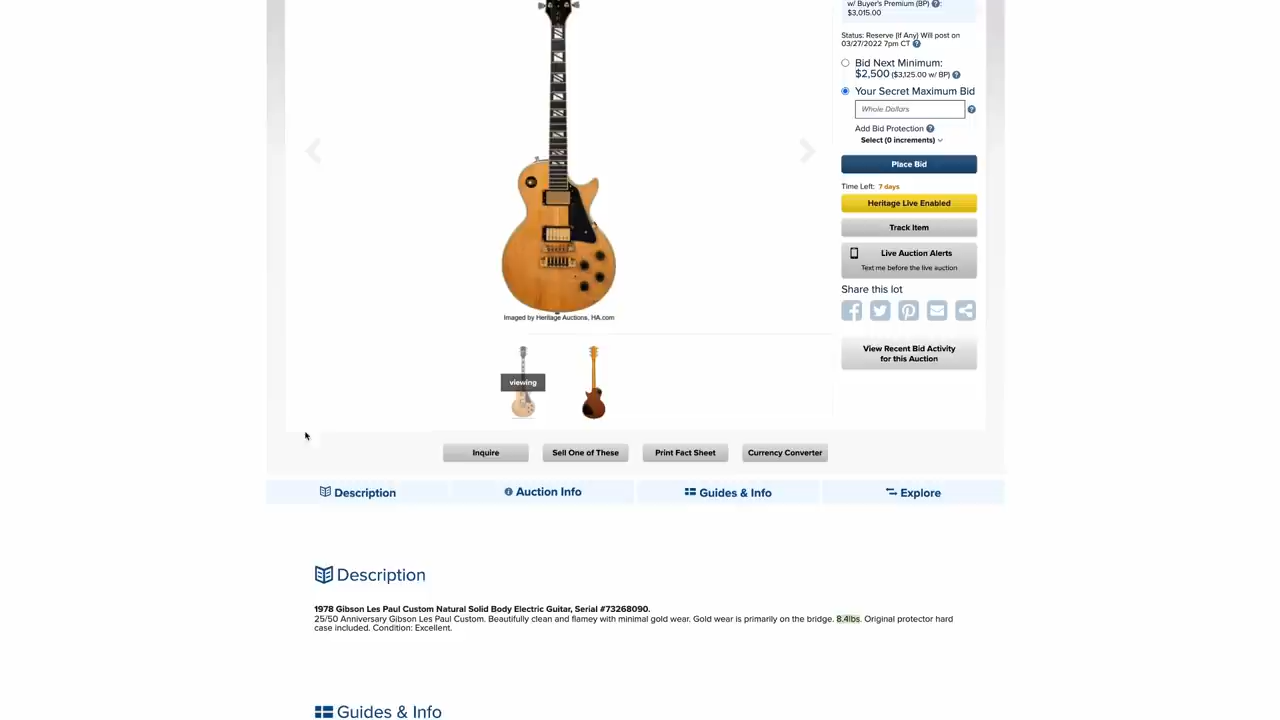 w/ Buyer's Premium (BP) ?:
$3,015.00
Status: Reserve (If Any) Will post on
03/27/2022 7pm CT ?
Bid Next Minimum:
$2,500 ($3,125.00 w/ BP) ?
Your Secret Maximum Bid
Whole Dollars ?
Add Bid Protection ?
Select (0 increments)
Place Bid
Time Left: 7 days
Heritage Live Enabled
Track Item
Live Auction Alerts
Text me before the live auction
Share this lot
View Recent Bid Activity
for this Auction
Imaged by Heritage Auctions, HA.com
viewing
Inquire
Sell One of These
Print Fact Sheet
Currency Converter
Description
Auction Info
Guides & Info
Explore
Description
1978 Gibson Les Paul Custom Natural Solid Body Electric Guitar, Serial #73268090.
25/50 Anniversary Gibson Les Paul Custom. Beautifully clean and flamey with minimal gold wear. Gold wear is primarily on the bridge. 8.4lbs. Original protector hard
case included. Condition: Excellent.
Guides & Info